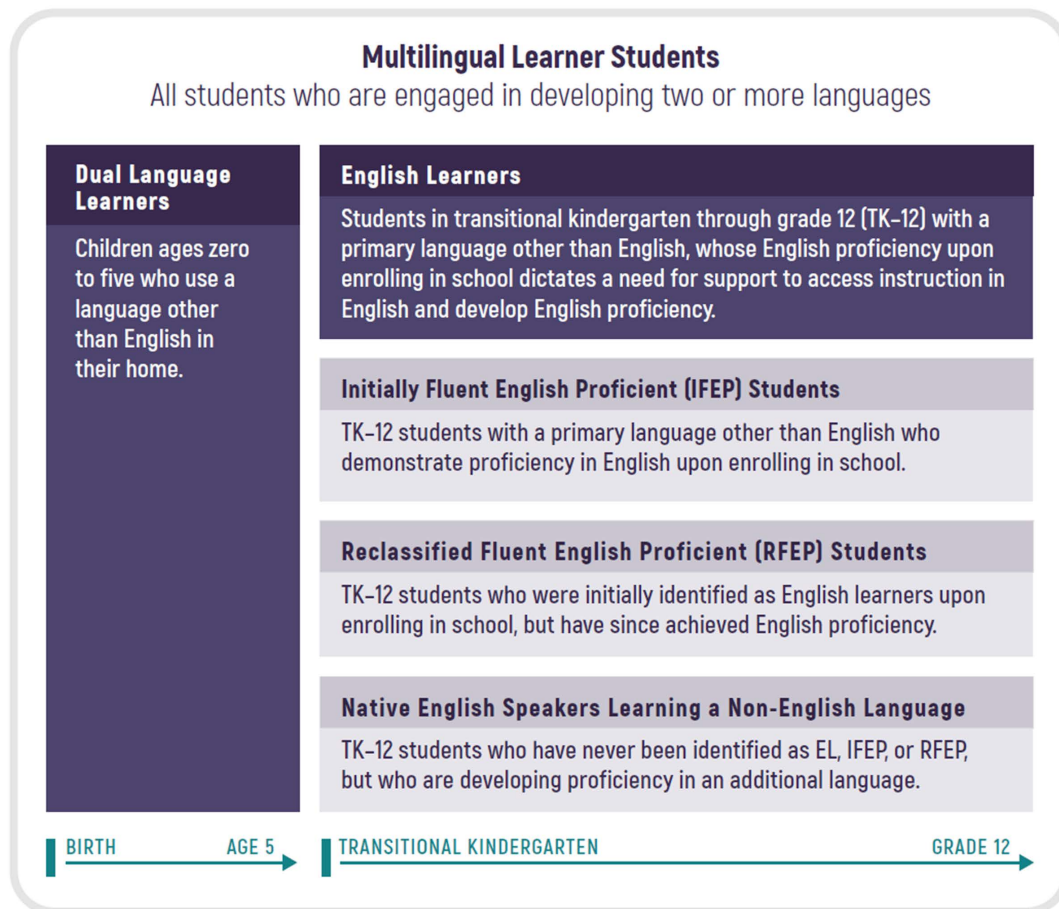 Multilingual Learner Students
All students who are engaged in developing two or more languages
Dual Language
Learners
Children ages zero
to five who use a
language other
than English in
their home.
English Learners
Students in transitional kindergarten through grade 12 (TK–12) with a
primary language other than English, whose English proficiency upon
enrolling in school dictates a need for support to access instruction in
English and develop English proficiency.
Initially Fluent English Proficient (IFEP) Students
TK–12 students with a primary language other than English who
demonstrate proficiency in English upon enrolling in school.
Reclassified Fluent English Proficient (RFEP) Students
TK–12 students who were initially identified as English learners upon
enrolling in school, but have since achieved English proficiency.
Native English Speakers Learning a Non-English Language
TK–12 students who have never been identified as EL, IFEP, or RFEP,
but who are developing proficiency in an additional language.
BIRTH AGE 5
TRANSITIONAL KINDERGARTEN GRADE 12